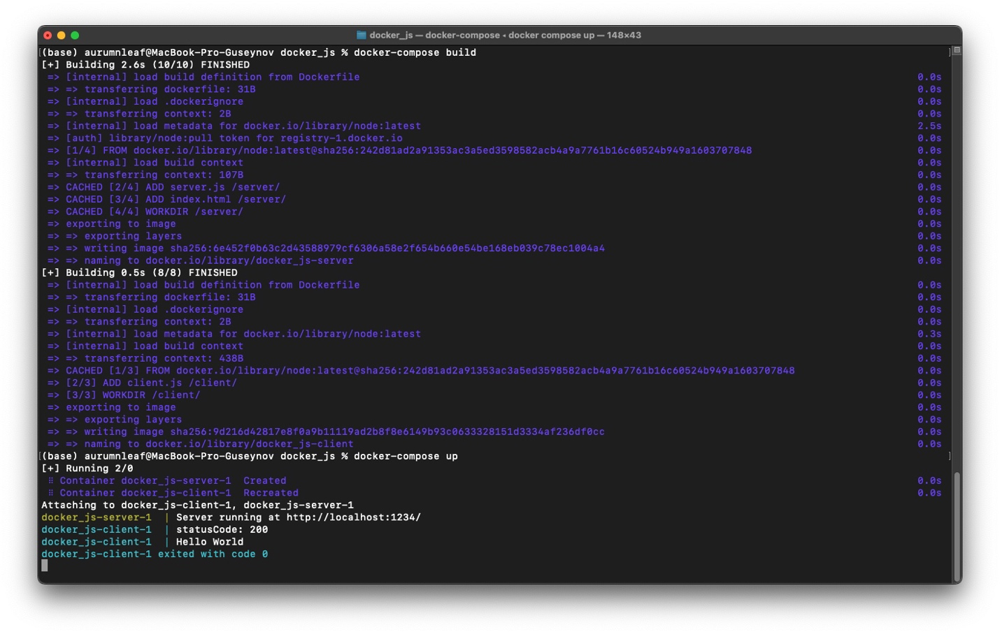 docker_js — docker-compose ◂ docker compose up — 148×43
[(base) aurumnleaf@MacBook-Pro-Guseynov docker_js % docker-compose build ]
[+] Building 2.6s (10/10) FINISHED
=> [internal] load build definition from Dockerfile 0.0s
=> => transferring dockerfile: 31B 0.0s
=> [internal] load .dockerignore 0.0s
=> => transferring context: 2B 0.0s
=> [internal] load metadata for docker.io/library/node:latest 2.5s
=> [auth] library/node:pull token for registry-1.docker.io 0.0s
=> [1/4] FROM docker.io/library/node:latest@sha256:242d81ad2a91353ac3a5ed3598582acb4a9a7761b16c60524b949a1603707848 0.0s
=> [internal] load build context 0.0s
=> => transferring context: 107B 0.0s
=> CACHED [2/4] ADD server.js /server/ 0.0s
=> CACHED [3/4] ADD index.html /server/ 0.0s
=> CACHED [4/4] WORKDIR /server/ 0.0s
=> exporting to image 0.0s
=> => exporting layers 0.0s
=> => writing image sha256:6e452f0b63c2d43588979cf6306a58e2f654b660e54be168eb039c78ec1004a4 0.0s
=> => naming to docker.io/library/docker_js-server 0.0s
[+] Building 0.5s (8/8) FINISHED
=> [internal] load build definition from Dockerfile 0.0s
=> => transferring dockerfile: 31B 0.0s
=> [internal] load .dockerignore 0.0s
=> => transferring context: 2B 0.0s
=> [internal] load metadata for docker.io/library/node:latest 0.3s
=> [internal] load build context 0.0s
=> => transferring context: 438B 0.0s
=> CACHED [1/3] FROM docker.io/library/node:latest@sha256:242d81ad2a91353ac3a5ed3598582acb4a9a7761b16c60524b949a1603707848 0.0s
=> [2/3] ADD client.js /client/ 0.0s
=> [3/3] WORKDIR /client/ 0.0s
=> exporting to image 0.0s
=> => exporting layers 0.0s
=> => writing image sha256:9d216d42817e8f0a9b11119ad2b8f8e6149b93c0633328151d3334af236df0cc 0.0s
=> => naming to docker.io/library/docker_js-client 0.0s
[(base) aurumnleaf@MacBook-Pro-Guseynov docker_js % docker-compose up ]
[+] Running 2/0
⠿ Container docker_js-server-1 Created 0.0s
⠿ Container docker_js-client-1 Recreated 0.0s
Attaching to docker_js-client-1, docker_js-server-1
docker_js-server-1 | Server running at http://localhost:1234/
docker_js-client-1 | statusCode: 200
docker_js-client-1 | Hello World
docker_js-client-1 exited with code 0